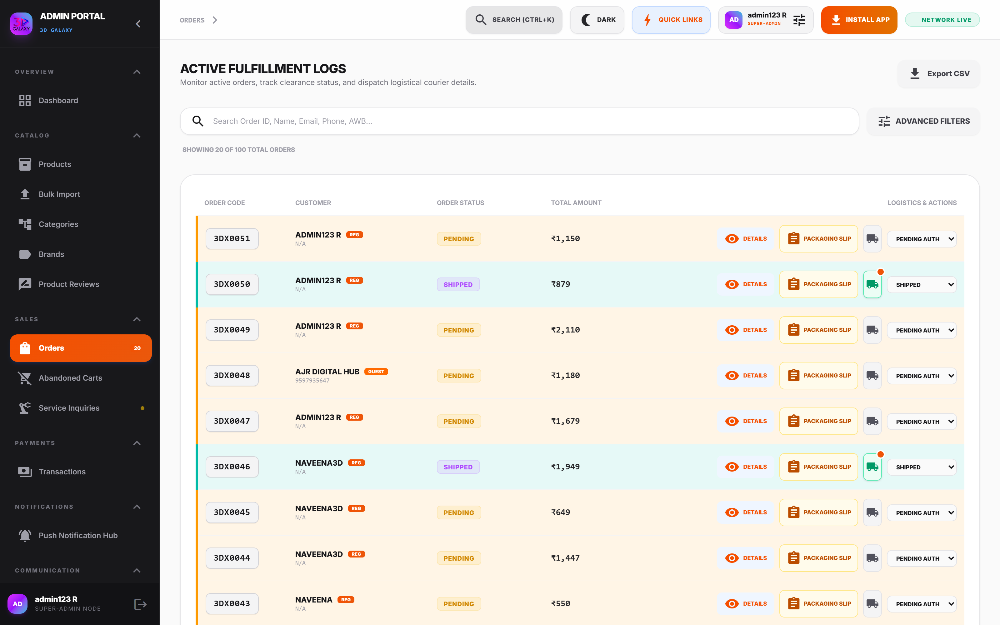 3D GALAXY
ADMIN PORTAL
3D GALAXY
OVERVIEW
Dashboard
CATALOG
Products
Bulk Import
Categories
Brands
Product Reviews
SALES
Orders 20
Abandoned Carts
Service Inquiries
PAYMENTS
Transactions
NOTIFICATIONS
Push Notification Hub
COMMUNICATION
AD admin123 R
SUPER-ADMIN NODE
ORDERS
SEARCH (CTRL+K)
DARK
QUICK LINKS
AD admin123 R
SUPER-ADMIN
INSTALL APP
NETWORK LIVE
ACTIVE FULFILLMENT LOGS
Monitor active orders, track clearance status, and dispatch logistical courier details.
Export CSV
Search Order ID, Name, Email, Phone, AWB...
ADVANCED FILTERS
SHOWING 20 OF 100 TOTAL ORDERS
ORDER CODE CUSTOMER ORDER STATUS TOTAL AMOUNT LOGISTICS & ACTIONS
3DX0051 ADMIN123 R REG PENDING ₹1,150 DETAILS PACKAGING SLIP PENDING AUTH
N/A
3DX0050 ADMIN123 R REG SHIPPED ₹879 DETAILS PACKAGING SLIP SHIPPED
N/A
3DX0049 ADMIN123 R REG PENDING ₹2,110 DETAILS PACKAGING SLIP PENDING AUTH
N/A
3DX0048 AJR DIGITAL HUB GUEST PENDING ₹1,180 DETAILS PACKAGING SLIP PENDING AUTH
9597935647
3DX0047 ADMIN123 R REG PENDING ₹1,679 DETAILS PACKAGING SLIP PENDING AUTH
N/A
3DX0046 NAVEENA3D REG SHIPPED ₹1,949 DETAILS PACKAGING SLIP SHIPPED
N/A
3DX0045 NAVEENA3D REG PENDING ₹649 DETAILS PACKAGING SLIP PENDING AUTH
N/A
3DX0044 NAVEENA3D REG PENDING ₹1,447 DETAILS PACKAGING SLIP PENDING AUTH
N/A
3DX0043 NAVEENA REG PENDING ₹550 DETAILS PACKAGING SLIP PENDING AUTH
N/A